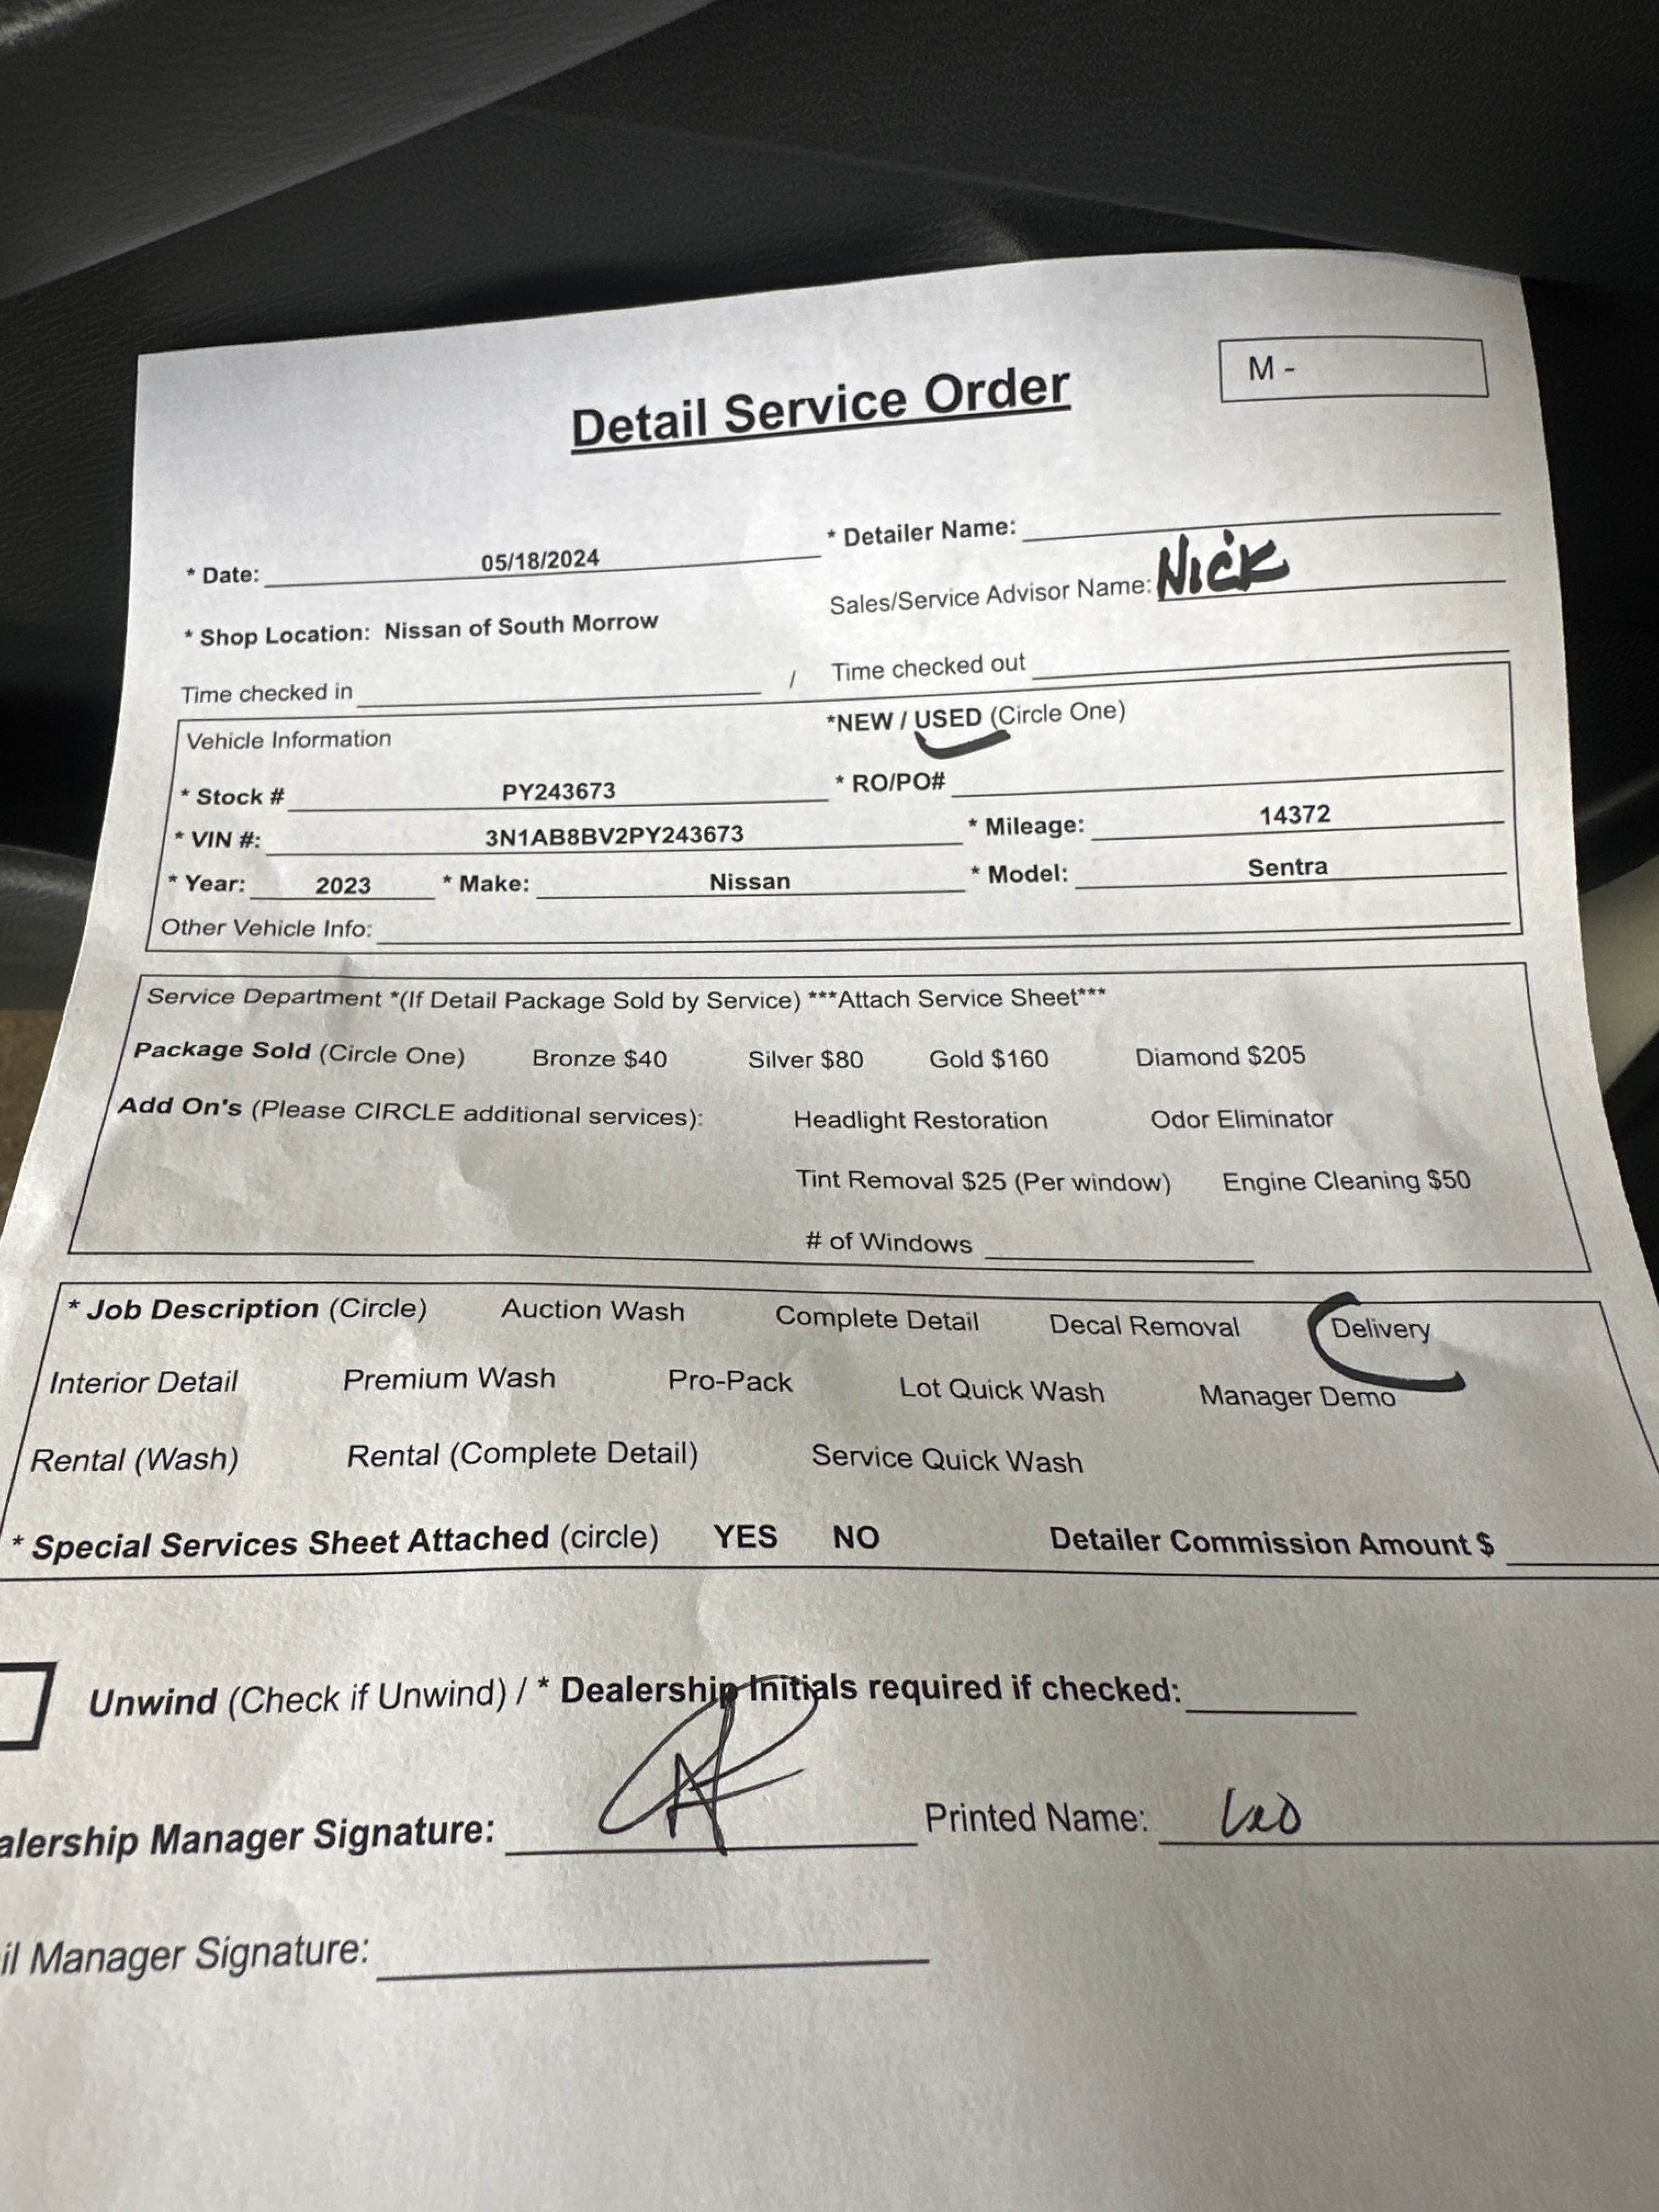 M -
Detail Service Order
* Date: 05/18/2024
* Detailer Name:
* Shop Location: Nissan of South Morrow
Sales/Service Advisor Name: Nick
Time checked in / Time checked out
Vehicle Information
*NEW / USED (Circle One)
* Stock # PY243673 * RO/PO#
* VIN #: 3N1AB8BV2PY243673 * Mileage: 14372
* Year: 2023 * Make: Nissan * Model: Sentra
Other Vehicle Info:
Service Department *(If Detail Package Sold by Service) ***Attach Service Sheet***
Package Sold (Circle One) Bronze $40 Silver $80 Gold $160 Diamond $205
Add On's (Please CIRCLE additional services): Headlight Restoration Odor Eliminator
Tint Removal $25 (Per window) Engine Cleaning $50
# of Windows
* Job Description (Circle) Auction Wash Complete Detail Decal Removal Delivery
Interior Detail Premium Wash Pro-Pack Lot Quick Wash Manager Demo
Rental (Wash) Rental (Complete Detail) Service Quick Wash
* Special Services Sheet Attached (circle) YES NO Detailer Commission Amount $
Unwind (Check if Unwind) / * Dealership Initials required if checked:
alership Manager Signature: Printed Name: Leo
il Manager Signature: